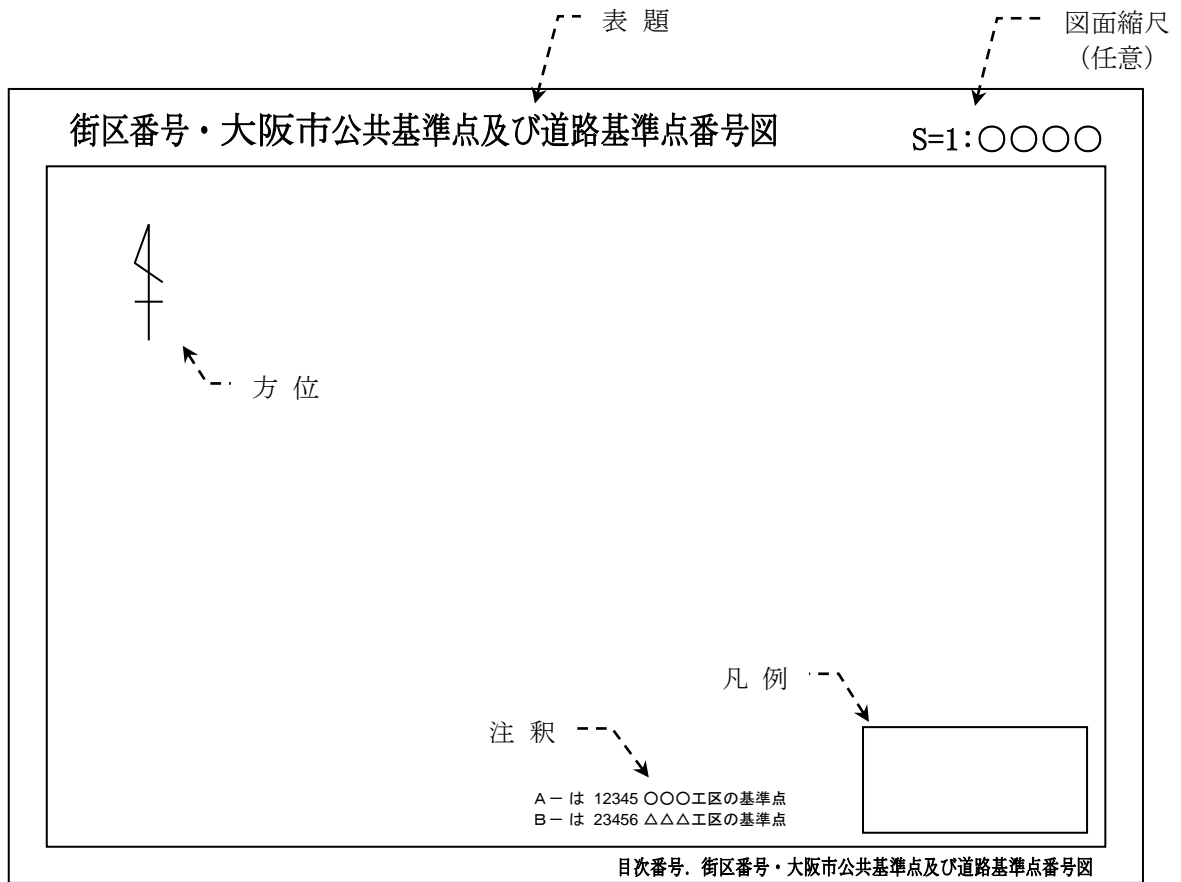 表 題
図面縮尺
（任意）
街区番号・大阪市公共基準点及び道路基準点番号図
S=1:○○○○
方 位
凡 例
注 釈
A－は 12345 ○○○工区の基準点
B－は 23456 △△△工区の基準点
目次番号. 街区番号・大阪市公共基準点及び道路基準点番号図